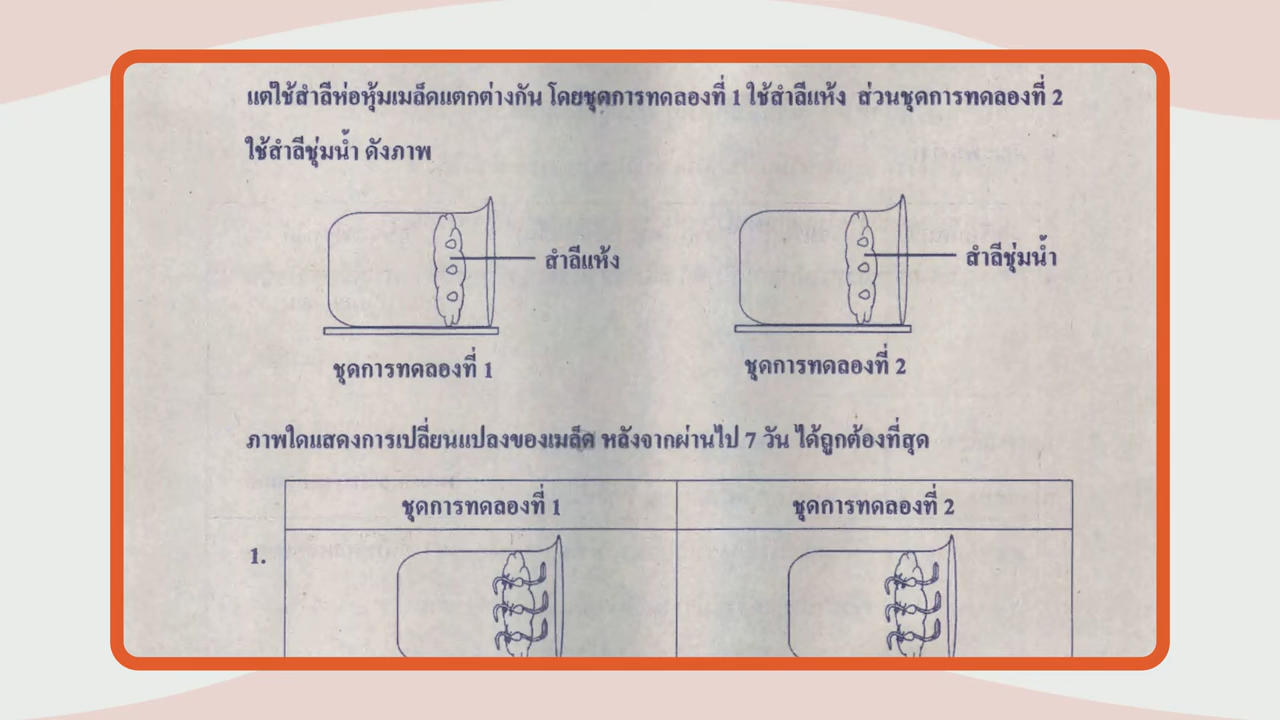 แต่ใช้สำลีห่อหุ้มเมล็ดแตกต่างกัน โดยชุดการทดลองที่ 1 ใช้สำลีแห้ง ส่วนชุดการทดลองที่ 2
ใช้สำลีชุ่มน้ำ ดังภาพ
สำลีแห้ง
สำลีชุ่มน้ำ
ชุดการทดลองที่ 1
ชุดการทดลองที่ 2
ภาพใดแสดงการเปลี่ยนแปลงของเมล็ด หลังจากผ่านไป 7 วัน ได้ถูกต้องที่สุด
ชุดการทดลองที่ 1
ชุดการทดลองที่ 2
1.